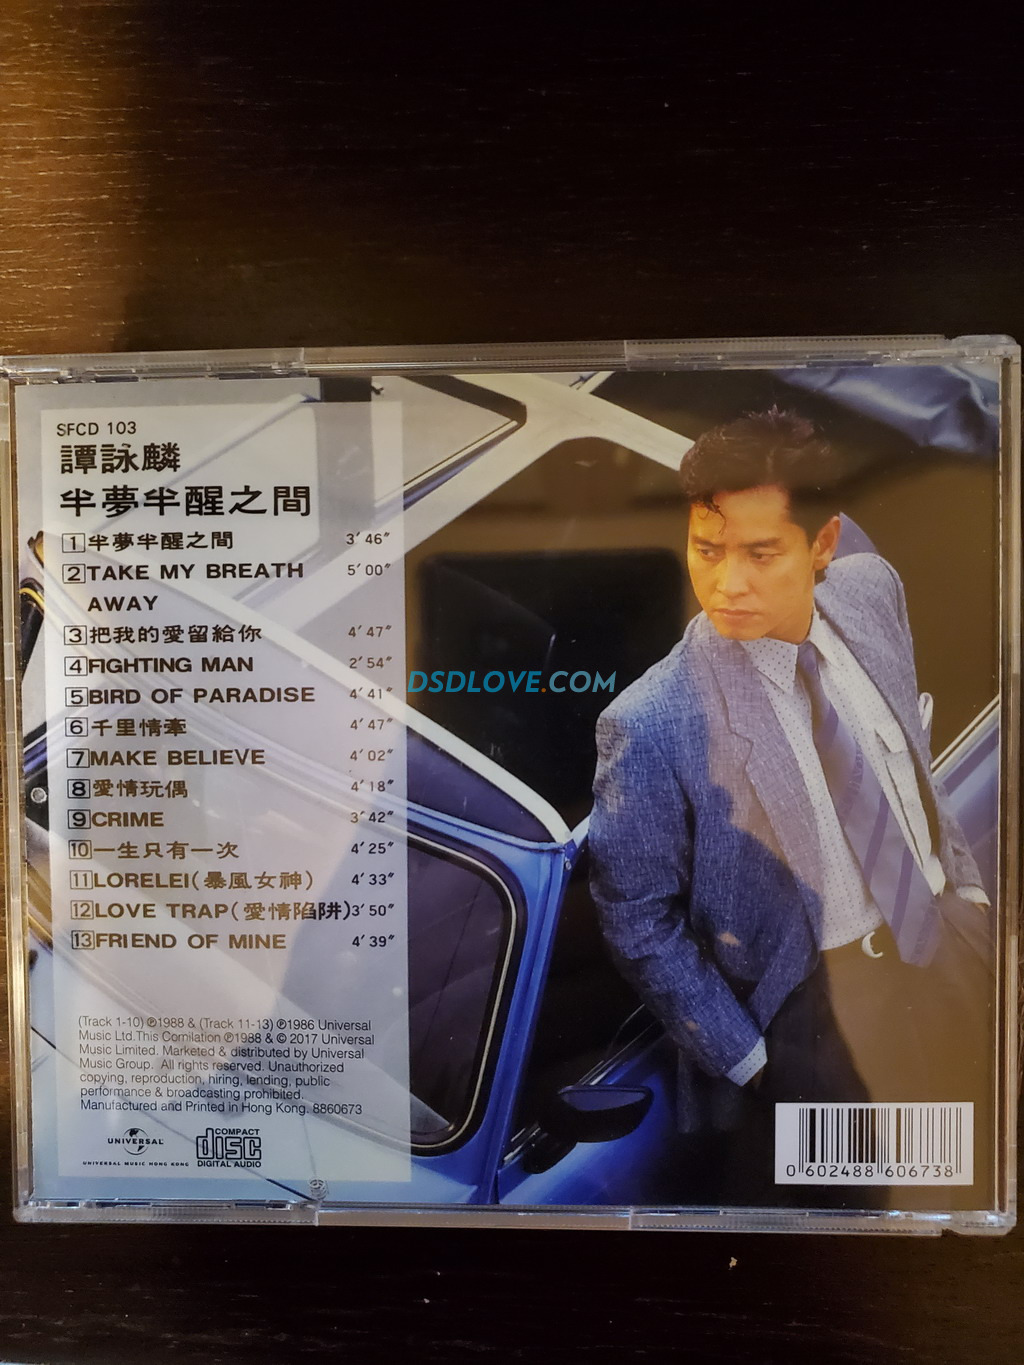 SFCD 103
譚詠麟
半夢半醒之間
1 半夢半醒之間 3'46"
2 TAKE MY BREATH 5'00"
AWAY
3 把我的愛留給你 4'47"
4 FIGHTING MAN 2'54"
5 BIRD OF PARADISE 4'41"
6 千里情牽 4'47"
7 MAKE BELIEVE 4'02"
8 愛情玩偶 4'18"
9 CRIME 3'42"
10 一生只有一次 4'25"
11 LORELEI(暴風女神) 4'33"
12 LOVE TRAP(愛情陷阱) 3'50"
13 FRIEND OF MINE 4'39"
DSDLOVE.COM
(Track 1-10) ℗1988 & (Track 11-13) ℗1986 Universal
Music Ltd.This Comilation ℗1988 & © 2017 Universal
Music Limited. Marketed & distributed by Universal
Music Group. All rights reserved. Unauthorized
copying, reproduction, hiring, lending, public
performance & broadcasting prohibited.
Manufactured and Printed in Hong Kong. 8860673
UNIVERSAL
UNIVERSAL MUSIC HONG KONG
COMPACT
disc
DIGITAL AUDIO
0 602488 606738